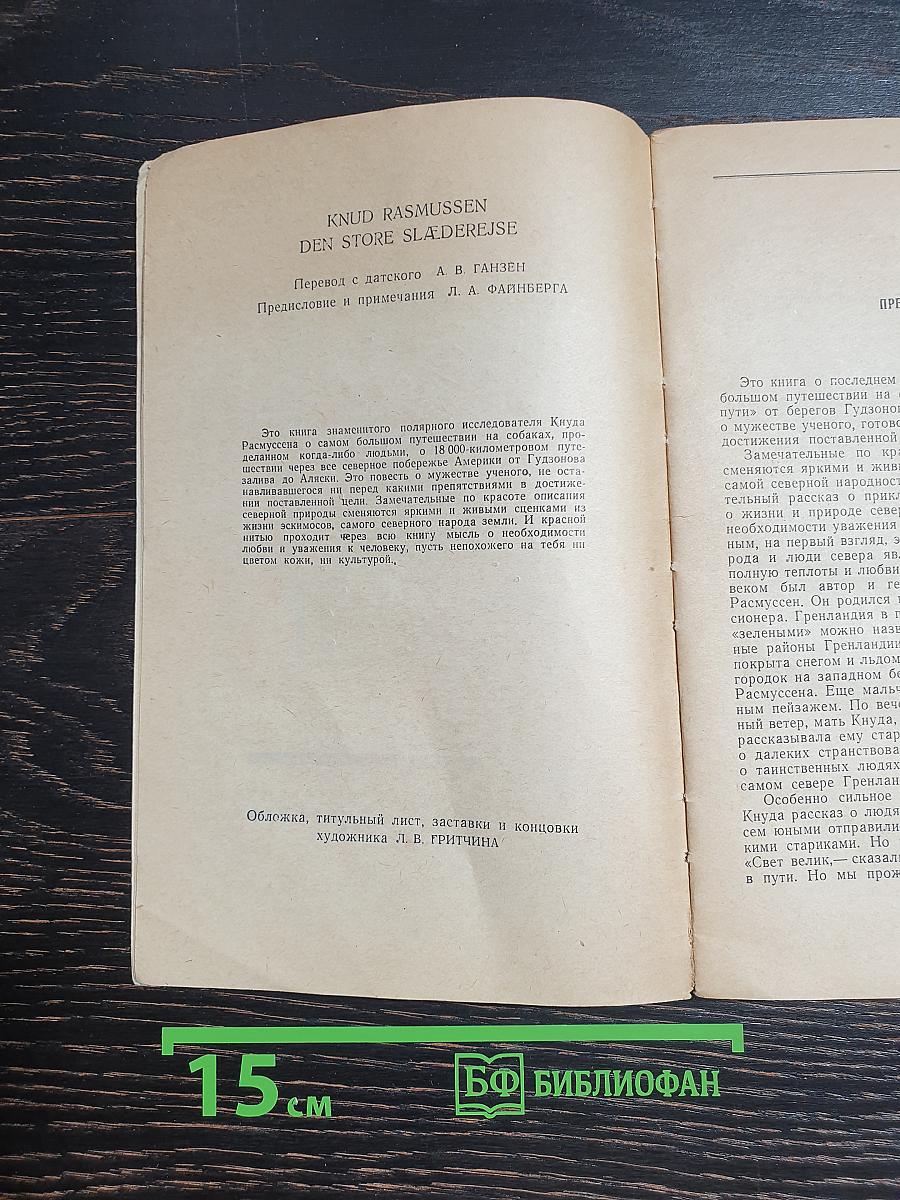 KNUD RASMUSSEN
DEN STORE SLÆDEREJSE
Перевод с датского А. В. ГАНЗЕН
Предисловие и примечания Л. А. ФАЙНБЕРГА
Это книга знаменитого полярного исследователя Кнуда
Расмуссена о самом большом путешествии на собаках, про-
деланном когда-либо людьми, о 18 000-километровом путе-
шествии через все северное побережье Америки от Гудзонова
залива до Аляски. Это повесть о мужестве ученого, не оста-
навливавшегося ни перед какими препятствиями в достиже-
нии поставленной цели. Замечательные по красоте описания
северной природы сменяются яркими и живыми сценками из
жизни эскимосов, самого северного народа земли. И красной
нитью проходит через всю книгу мысль о необходимости
любви и уважения к человеку, пусть непохожего на тебя ни
цветом кожи, ни культурой.
Обложка, титульный лист, заставки и концовки
художника Л. В. ГРИТЧИНА
ПРЕ
Это книга о последнем
большом путешествии на
пути» от берегов Гудзоно
о мужестве ученого, готово
достижения поставленной
Замечательные по кра
сменяются яркими и живы
самой северной народност
тельный рассказ о прикл
о жизни и природе север
необходимости уважения
ным, на первый взгляд, э
рода и люди севера явл
полную теплоты и любви
веком был автор и ге
Расмуссен. Он родился
сионера. Гренландия в п
«зелеными» можно назв
ные районы Гренландии
покрыта снегом и льдом
городок на западном бе
Расмуссена. Еще мальч
ным пейзажем. По вече
ный ветер, мать Кнуда,
рассказывала ему стар
о далеких странствова
о таинственных людях
самом севере Гренлан
Особенно сильное
Кнуда рассказ о людя
сем юными отправили
кими стариками. Но
«Свет велик,— сказали
в пути. Но мы прож
15 см
БФ БИБЛИОФАН